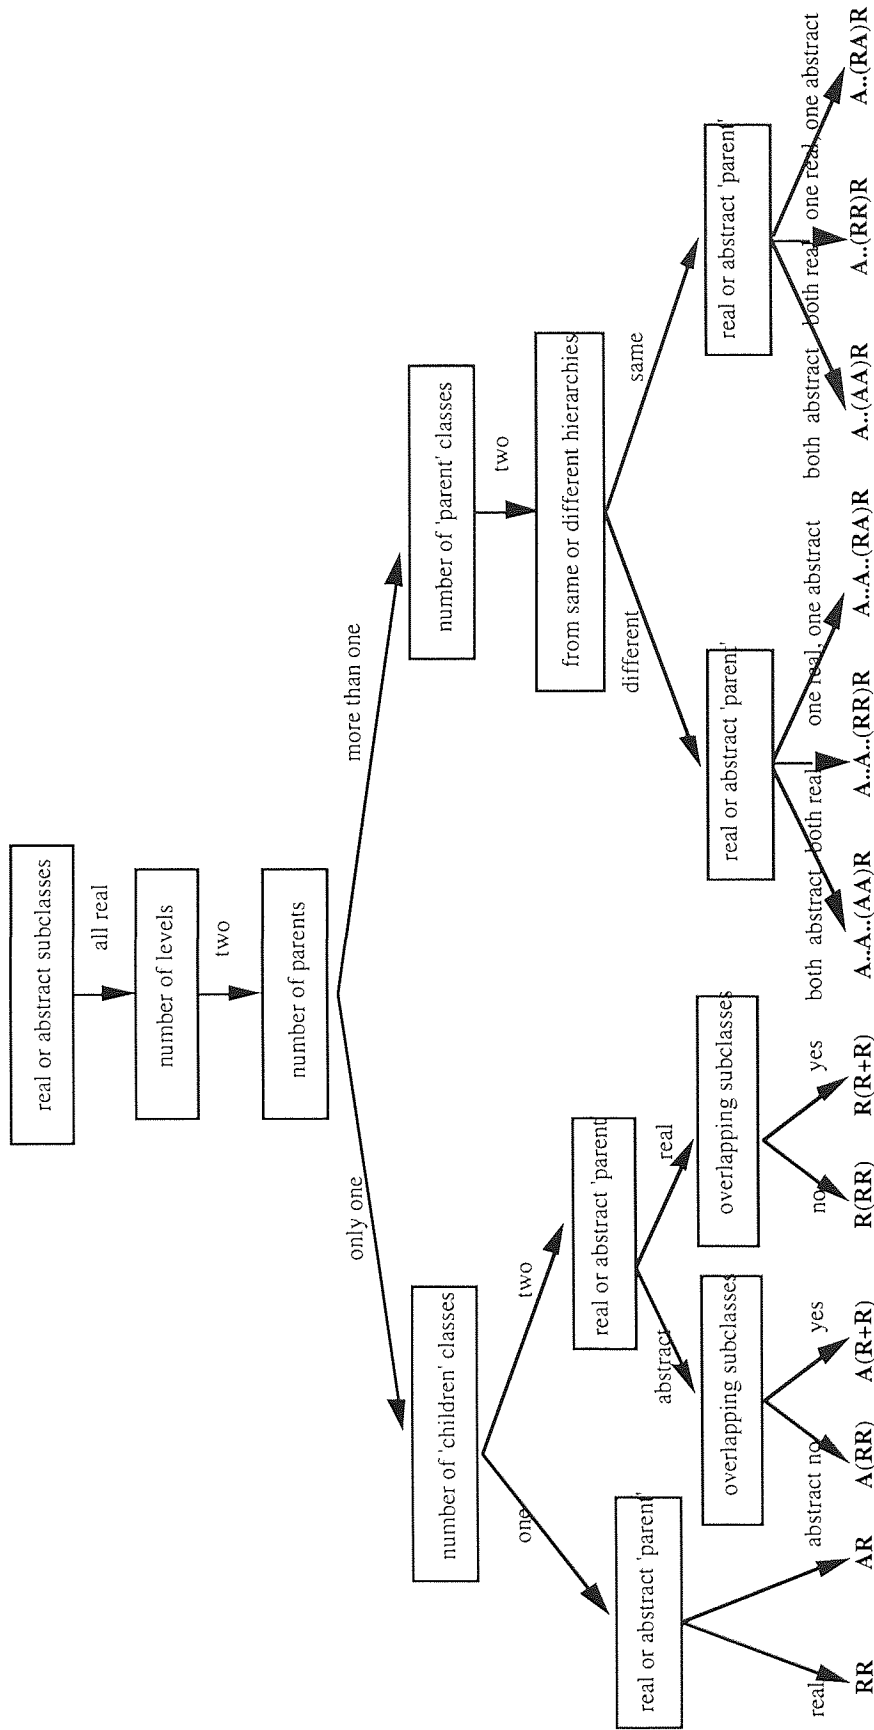 real or abstract subclasses
all real
number of levels
two
number of parents
only one
more than one
number of 'children' classes
number of 'parent' classes
one
two
two
real or abstract 'parent'
real or abstract 'parent
from same or different hierarchies
abstract
real
different
same
overlapping subclasses
overlapping subclasses
real or abstract 'parent'
real or abstract 'parent'
real
abstract
no
yes
no
yes
both abstract
both real
one real, one abstract
both abstract
both real
one real, one abstract
RR
AR
A(RR)
A(R+R)
R(RR)
R(R+R)
A..A..(AA)R
A..A..(RR)R
A..A..(RA)R
A..(AA)R
A..(RR)R
A..(RA)R